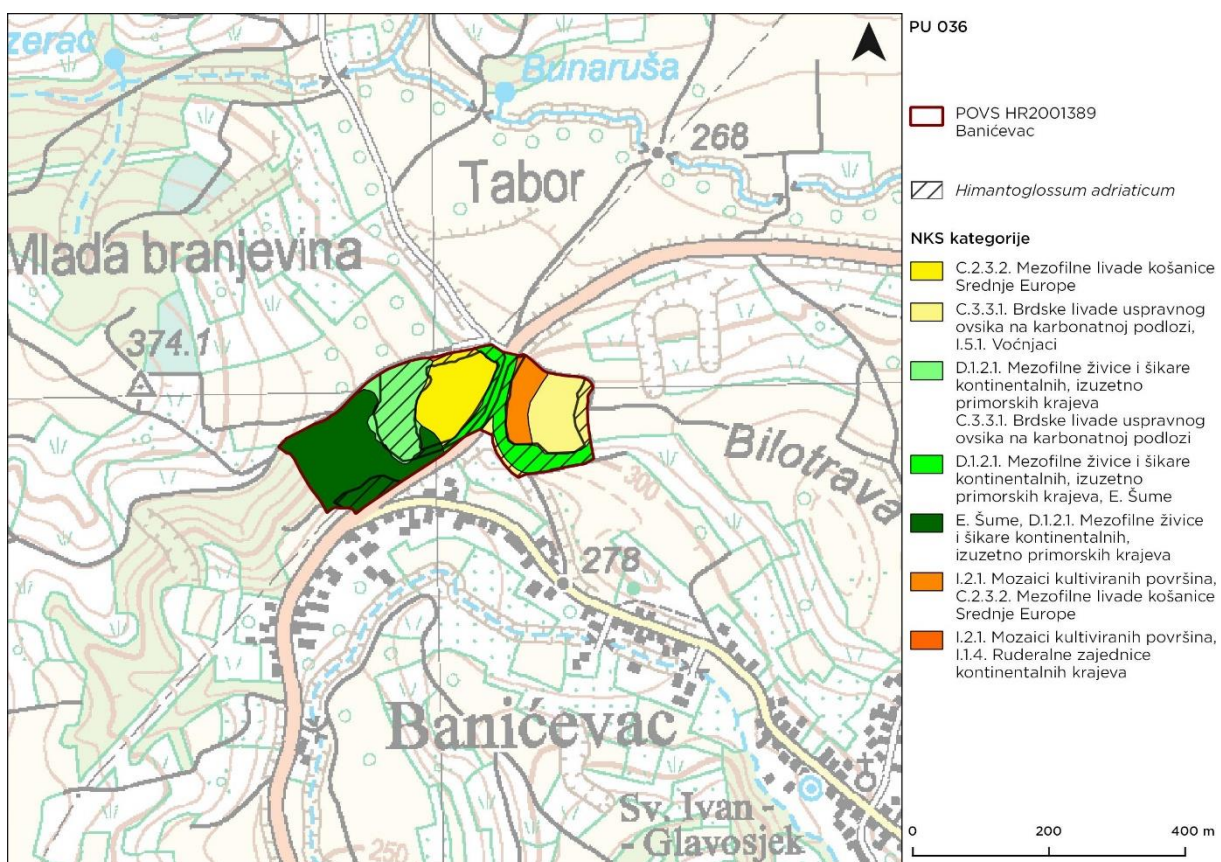 zerac
Bunaruša
268
Tabor
Mlada branjevina
374.1
Bilotrava
300
278
Banićevac
Sv. Ivan -
- Glavosjek
250
PU 036
POVS HR2001389
Banićevac
Himantoglossum adriaticum
NKS kategorije
C.2.3.2. Mezofilne livade košanice
Srednje Europe
C.3.3.1. Brdske livade uspravnog
ovsika na karbonatnoj podlozi,
I.5.1. Voćnjaci
D.1.2.1. Mezofilne živice i šikare
kontinentalnih, izuzetno
primorskih krajeva
C.3.3.1. Brdske livade uspravnog
ovsika na karbonatnoj podlozi
D.1.2.1. Mezofilne živice i šikare
kontinentalnih, izuzetno
primorskih krajeva, E. Šume
E. Šume, D.1.2.1. Mezofilne živice
i šikare kontinentalnih,
izuzetno primorskih krajeva
I.2.1. Mozaici kultiviranih površina,
C.2.3.2. Mezofilne livade košanice
Srednje Europe
I.2.1. Mozaici kultiviranih površina,
I.1.4. Ruderalne zajednice
kontinentalnih krajeva
0 200 400 m